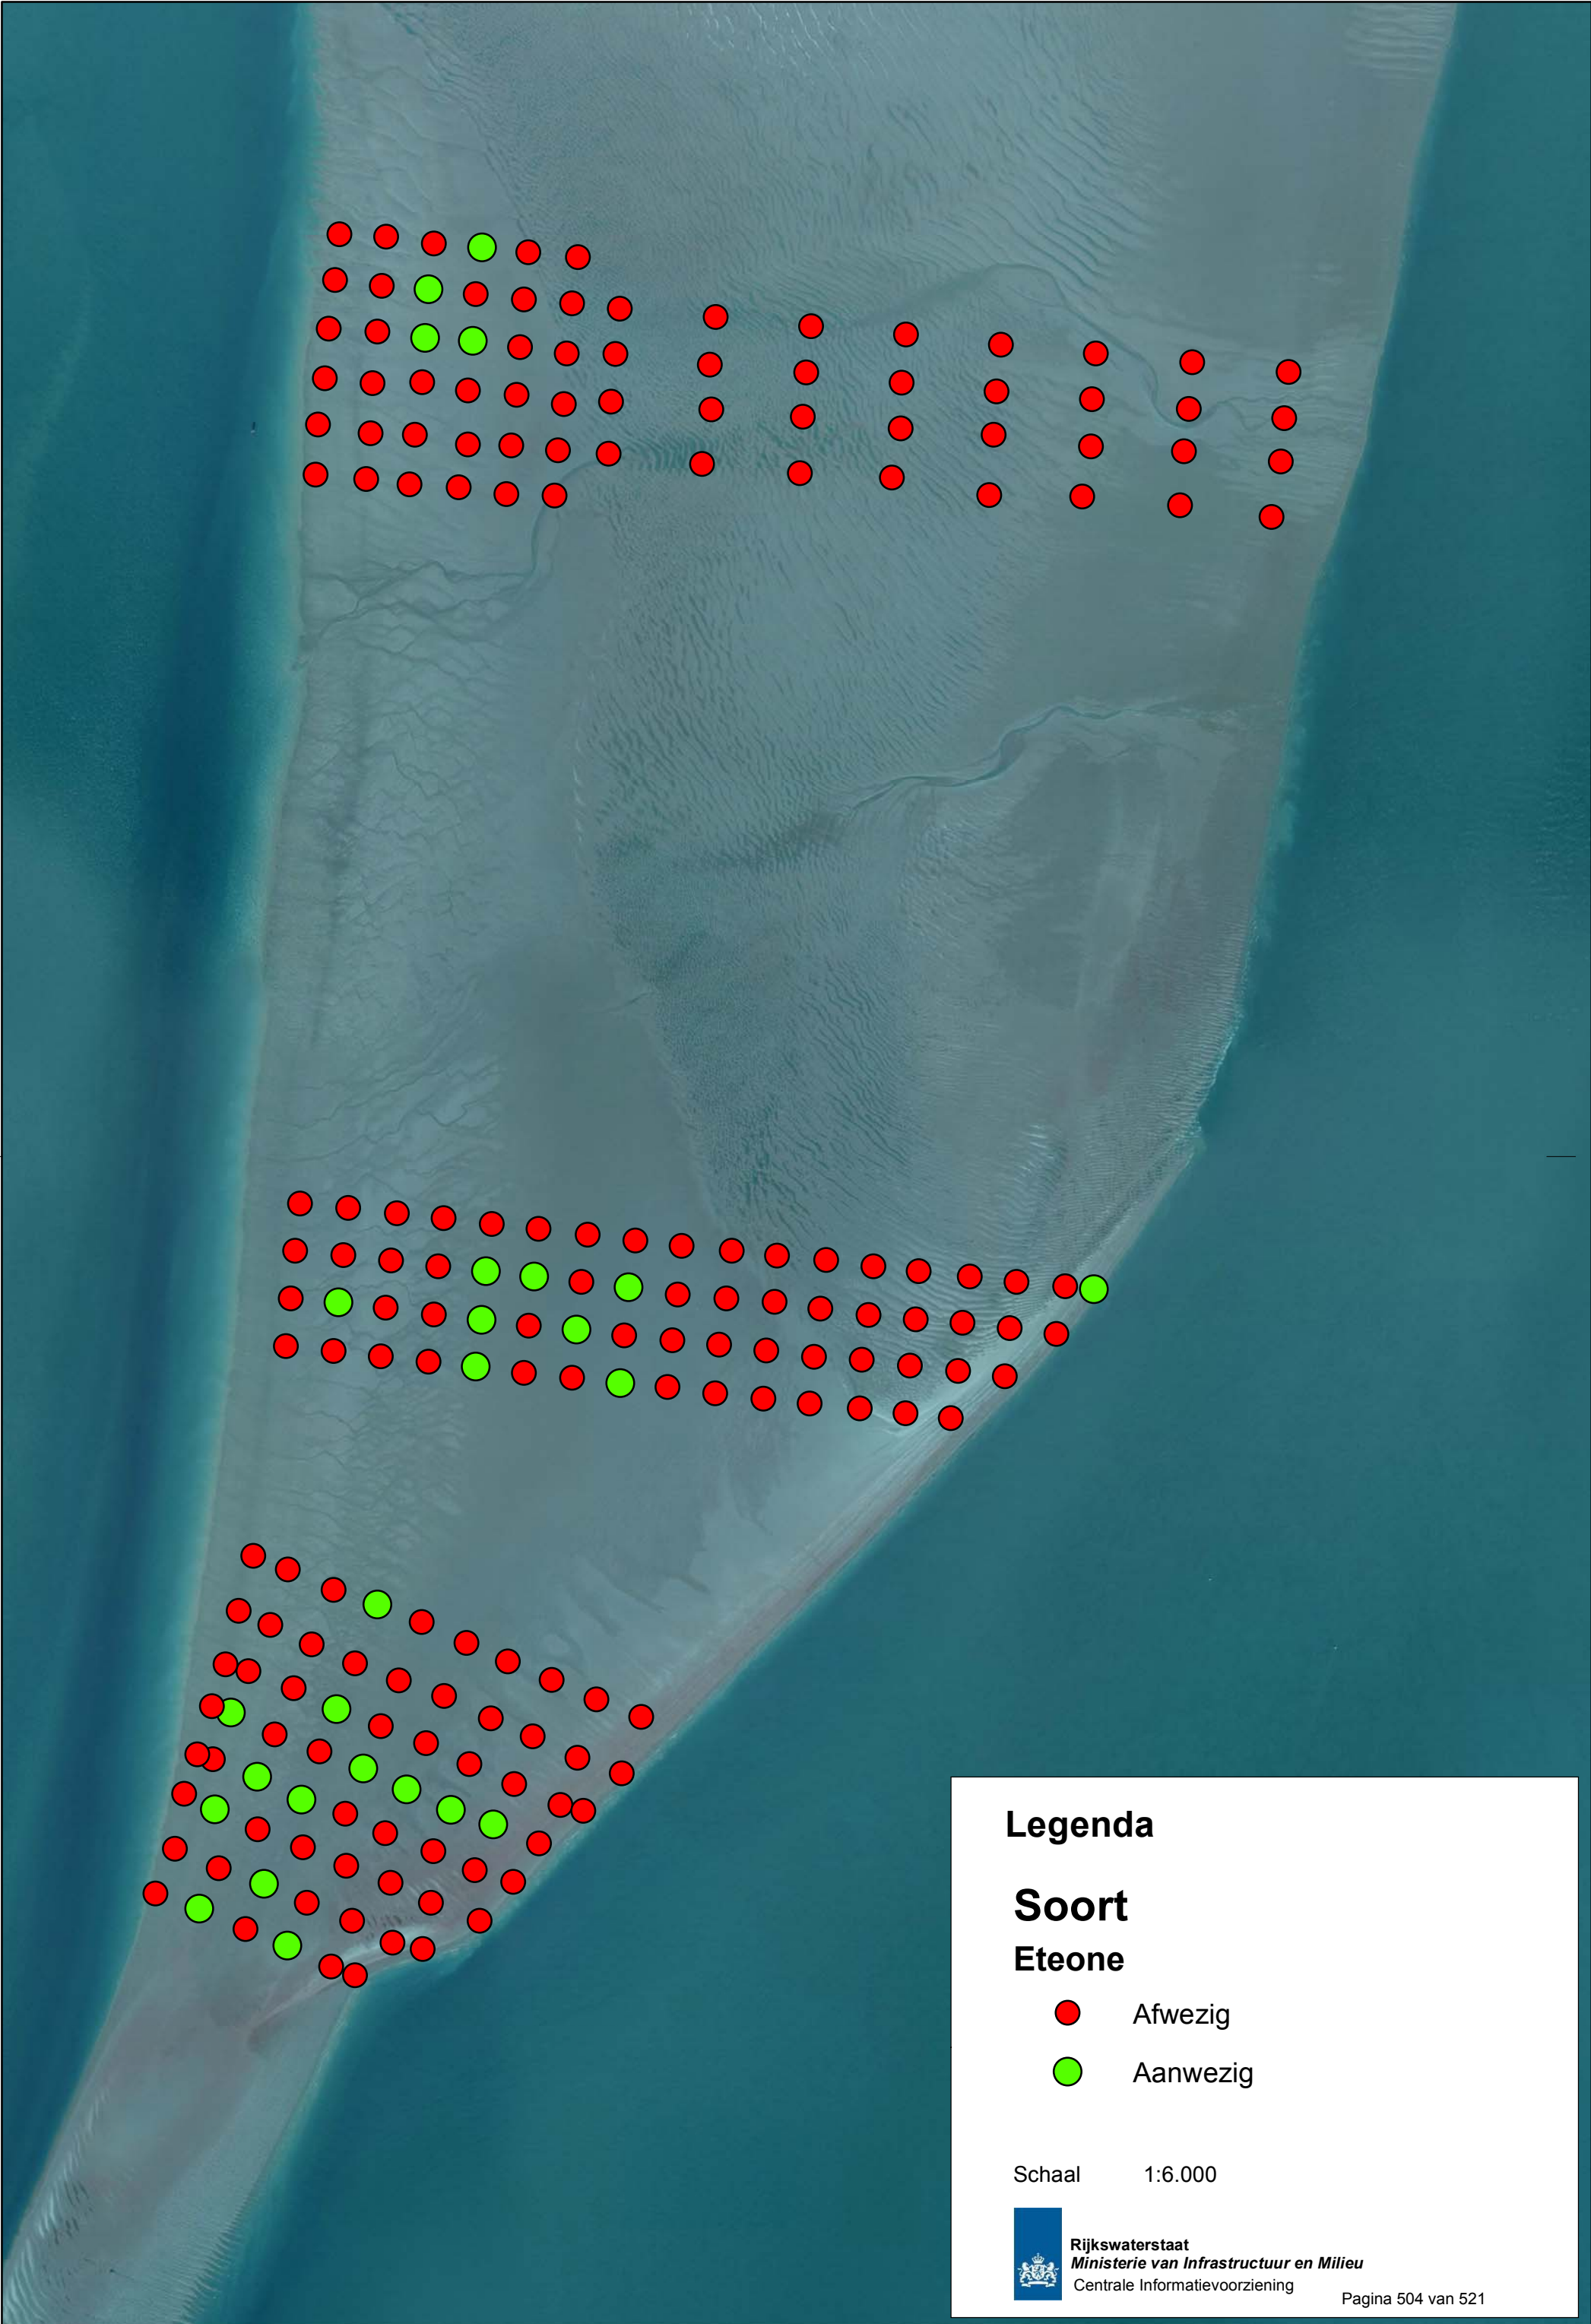 Legenda
Soort
Eteone
Afwezig
Aanwezig
Schaal 1:6.000
Rijkswaterstaat
Ministerie van Infrastructuur en Milieu
Centrale Informatievoorziening
Pagina 504 van 521